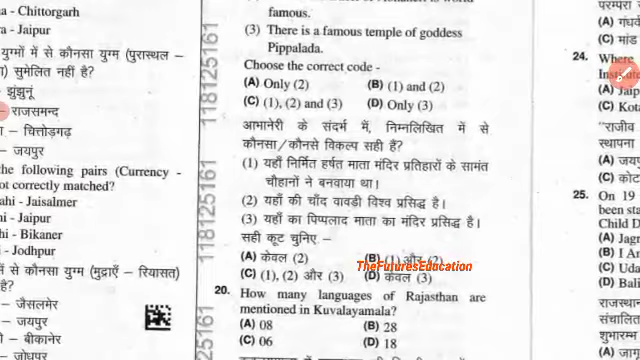 - Chittorgarh
- Jaipur
युग्मों में से कौनसा युग्म (पुरास्थल –
सुमेलित नहीं है?
– झुंझुनूं
– राजसमन्द
– चित्तोड़गढ़
– जयपुर
he following pairs (Currency -
ot correctly matched?
ahi - Jaisalmer
hi - Jaipur
hi - Bikaner
i - Jodhpur
में से कौनसा युग्म (मुद्राएँ – रियासत)
है?
– जैसलमेर
– जयपुर
– बीकानेर
– जोधपुर
118125161
118125161
famous.
(3) There is a famous temple of goddess
Pippalada.
Choose the correct code -
(A) Only (2) (B) (1) and (2)
(C) (1), (2) and (3) (D) Only (3)
आभानेरी के संदर्भ में, निम्नलिखित में से
कौनसा/कौनसे विकल्प सही है?
(1) यहाँ निर्मित हर्षत माता मंदिर प्रतिहारों के सामंत
चौहानों ने बनवाया था।
(2) यहाँ की चाँद वावड़ी विश्व प्रसिद्ध है।
(3) यहाँ का पिप्पलाद माता का मंदिर प्रसिद्ध है।
सही कूट चुनिए –
(A) केवल (2) (B) (1) और (2)
TheFuturesEducation
(C) (1), (2) और (3) (D) केवल (3)
20. How many languages of Rajasthan are
mentioned in Kuvalayamala?
(A) 08 (B) 28
(C) 06 (D) 18
परम्परा
(A) गंधर्व
(C) मांड
24. Where
(A) Jaip
(C) Kota
"राजीव
स्थापना
(A) जयपु
(C) कोट
25. On 19
been sta
Child D
(A) Jagr
(B) I Am
(C) Uda
(D) Bali
राजस्थान
शुभारम्भ